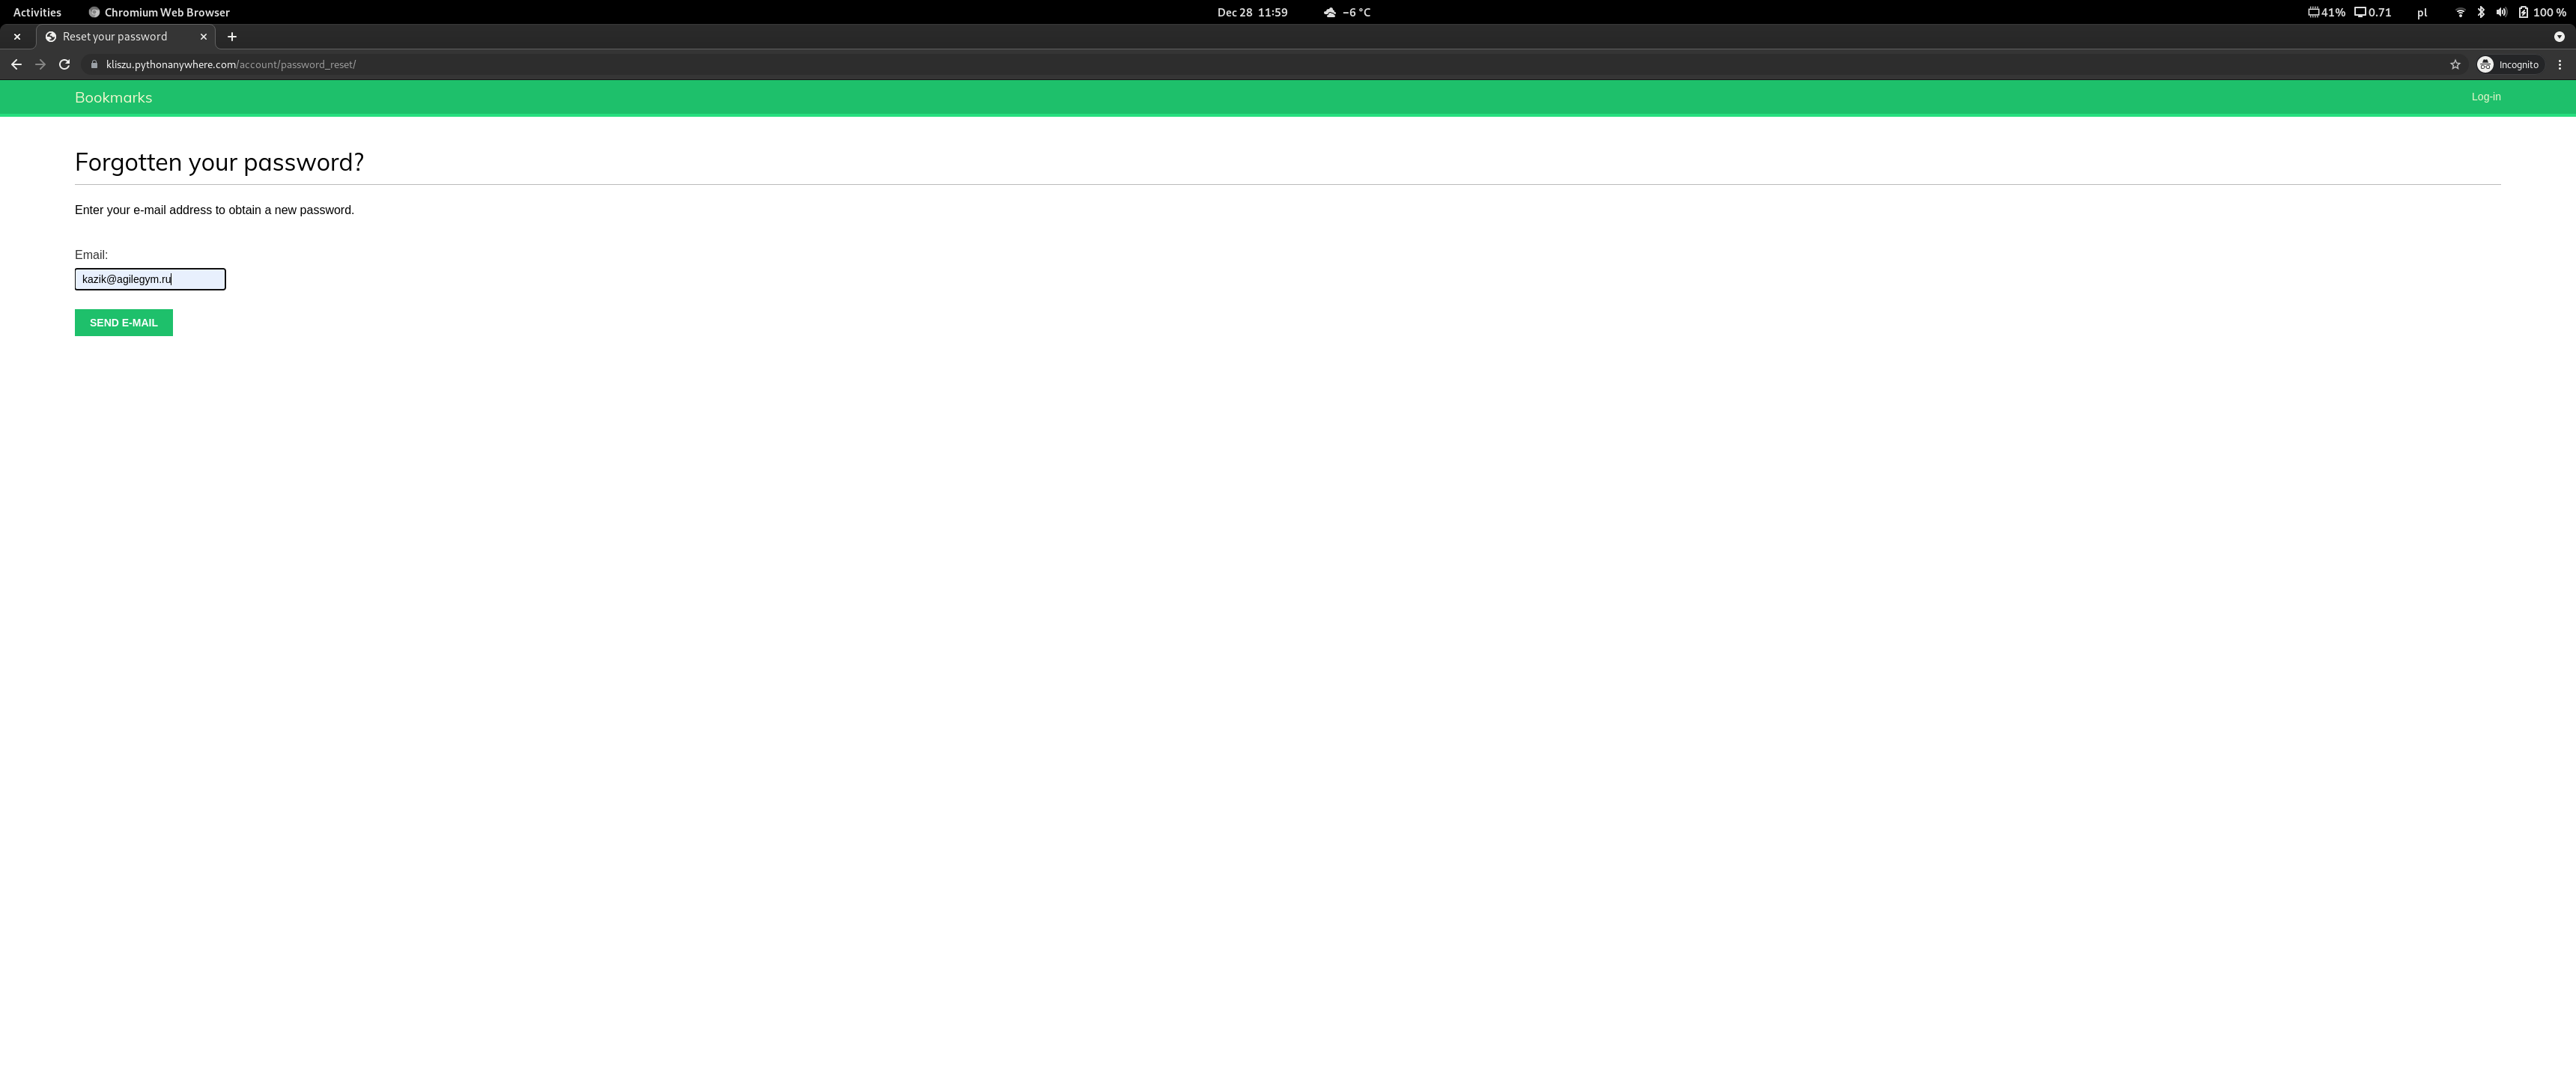 Activities Chromium Web Browser Dec 28 11:59 −6 °C 41% 0.71 pl 100 %
Reset your password
kliszu.pythonanywhere.com/account/password_reset/ Incognito
Bookmarks Log-in
Forgotten your password?
Enter your e-mail address to obtain a new password.
Email:
kazik@agilegym.ru
SEND E-MAIL